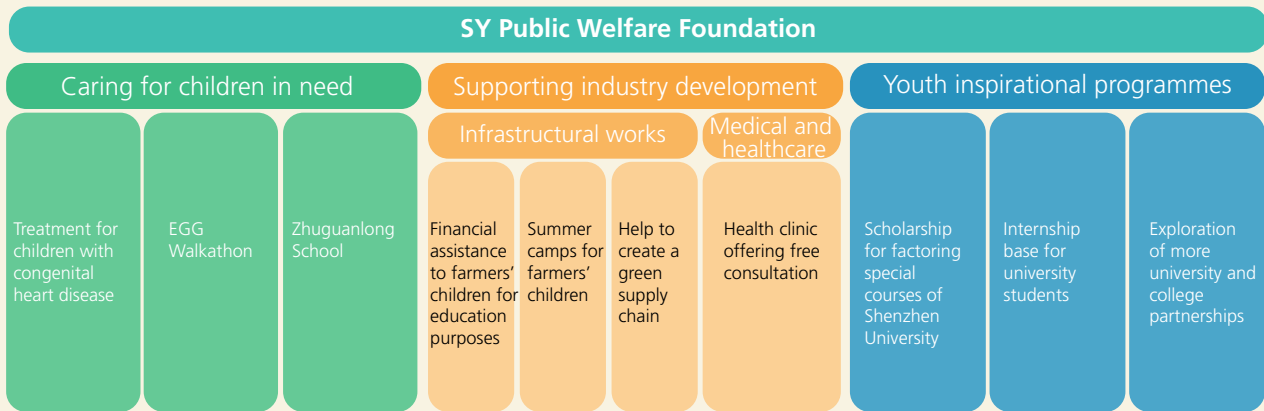 SY Public Welfare Foundation
Caring for children in need
Supporting industry development
Youth inspirational programmes
Infrastructural works
Medical and
healthcare
Treatment for
children with
congenital
heart disease
EGG
Walkathon
Zhuguanlong
School
Financial
assistance
to farmers’
children for
education
purposes
Summer
camps for
farmers’
children
Help to
create a
green
supply
chain
Health clinic
offering free
consultation
Scholarship
for factoring
special
courses of
Shenzhen
University
Internship
base for
university
students
Exploration
of more
university and
college
partnerships